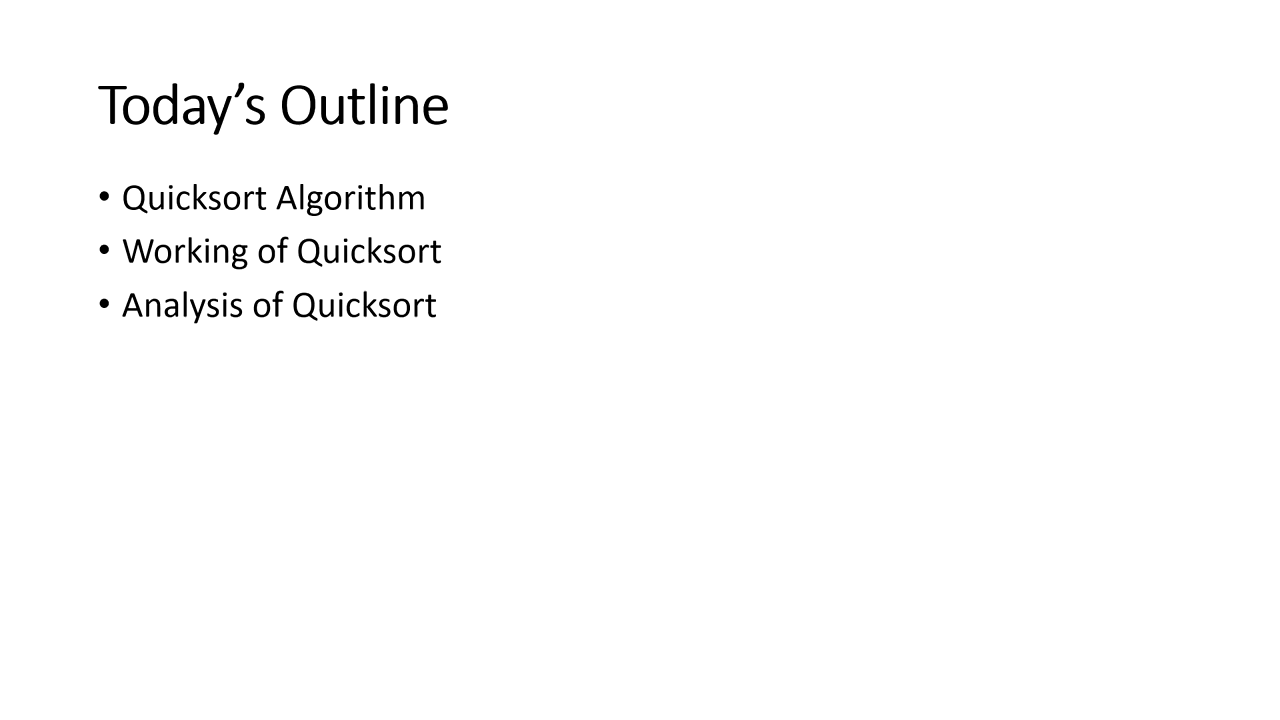 Today’s Outline
• Quicksort Algorithm
• Working of Quicksort
• Analysis of Quicksort